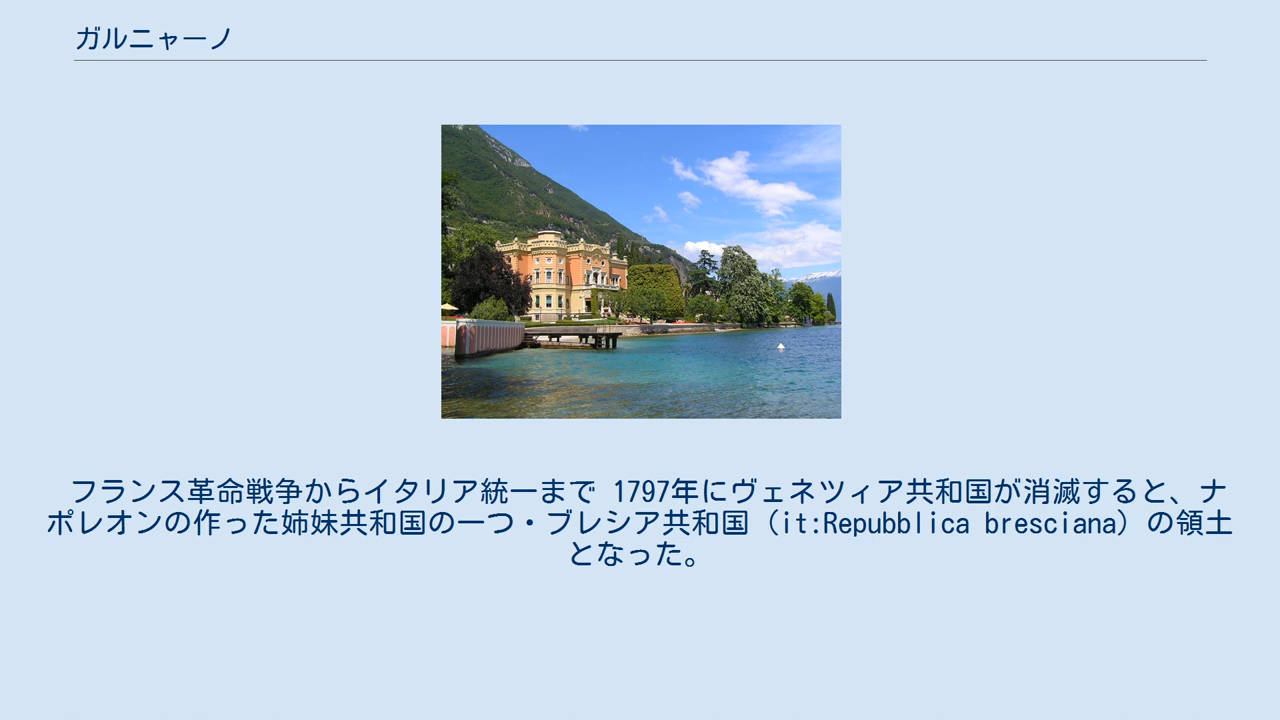 ガルニャーノ
フランス革命戦争からイタリア統一まで 1797年にヴェネツィア共和国が消滅すると、ナ
ポレオンの作った姉妹共和国の一つ・ブレシア共和国（it:Repubblica bresciana）の領土
となった。